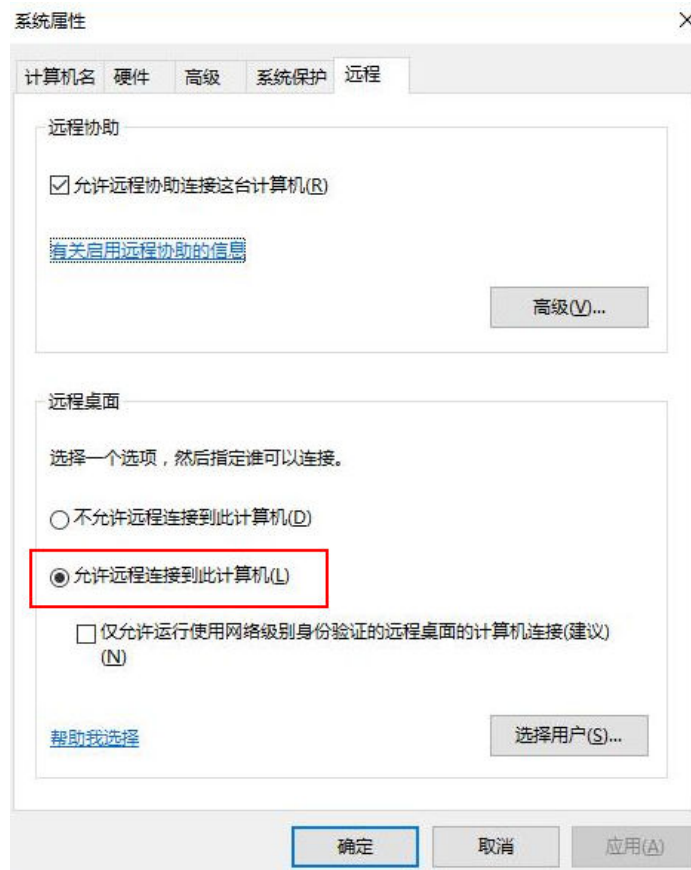 系统属性
计算机名 硬件 高级 系统保护 远程
远程协助
允许远程协助连接这台计算机(R)
有关启用远程协助的信息
高级(V)...
远程桌面
选择一个选项，然后指定谁可以连接。
不允许远程连接到此计算机(D)
允许远程连接到此计算机(L)
仅允许运行使用网络级别身份验证的远程桌面的计算机连接(建议)
(N)
帮助我选择 选择用户(S)...
确定 取消 应用(A)